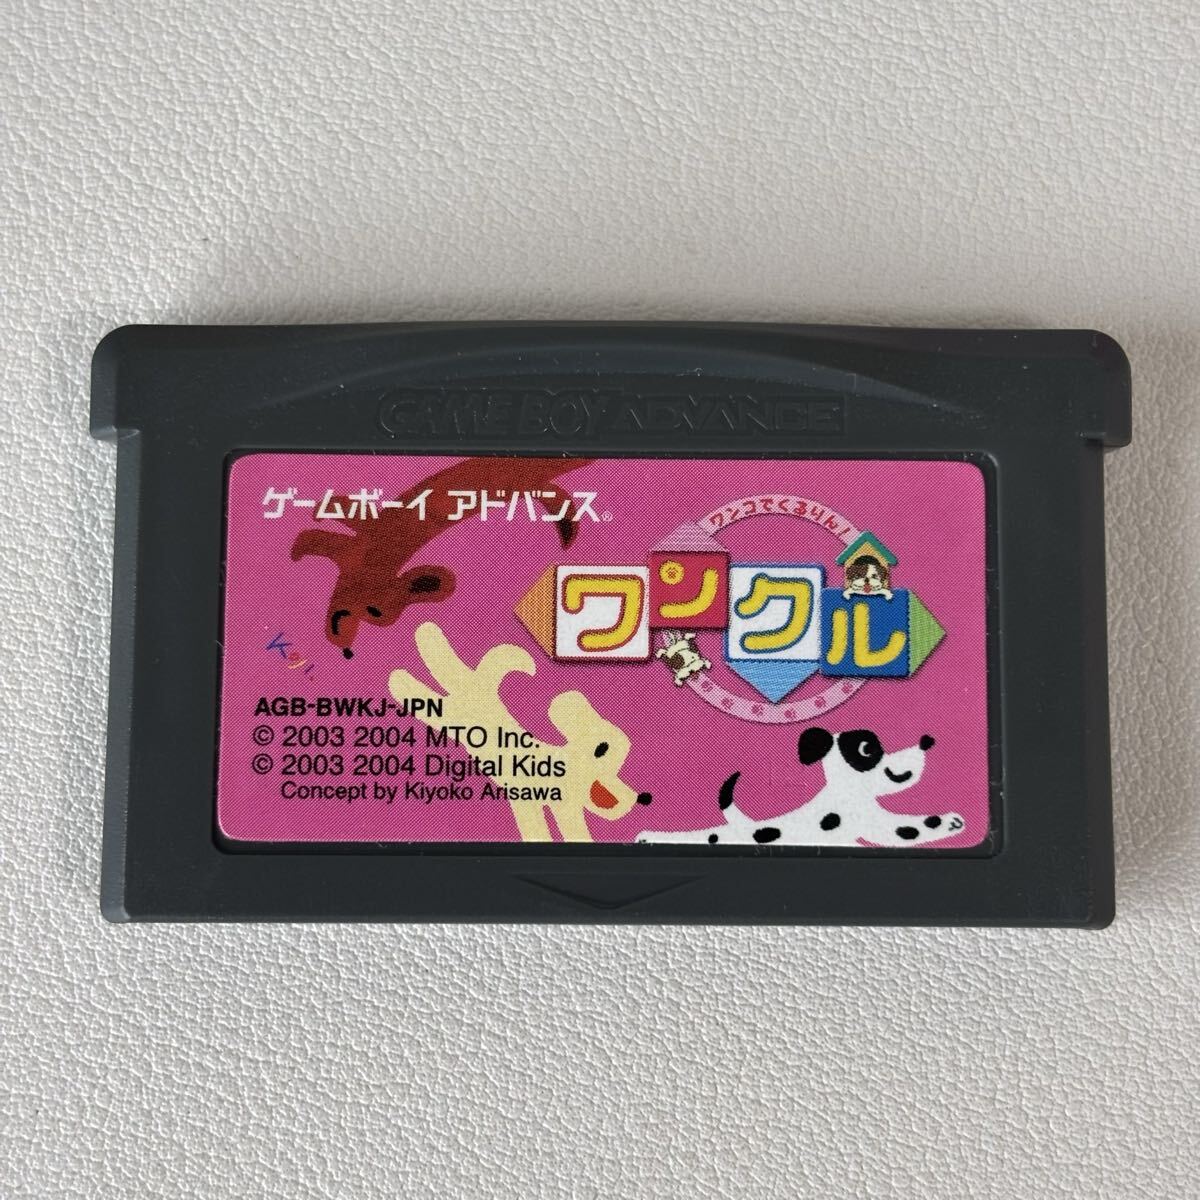 GAME BOY ADVANCE
ゲームボーイ アドバンス®
ワンコでくるりん!
ワンクル
AGB-BWKJ-JPN
© 2003 2004 MTO Inc.
© 2003 2004 Digital Kids
Concept by Kiyoko Arisawa